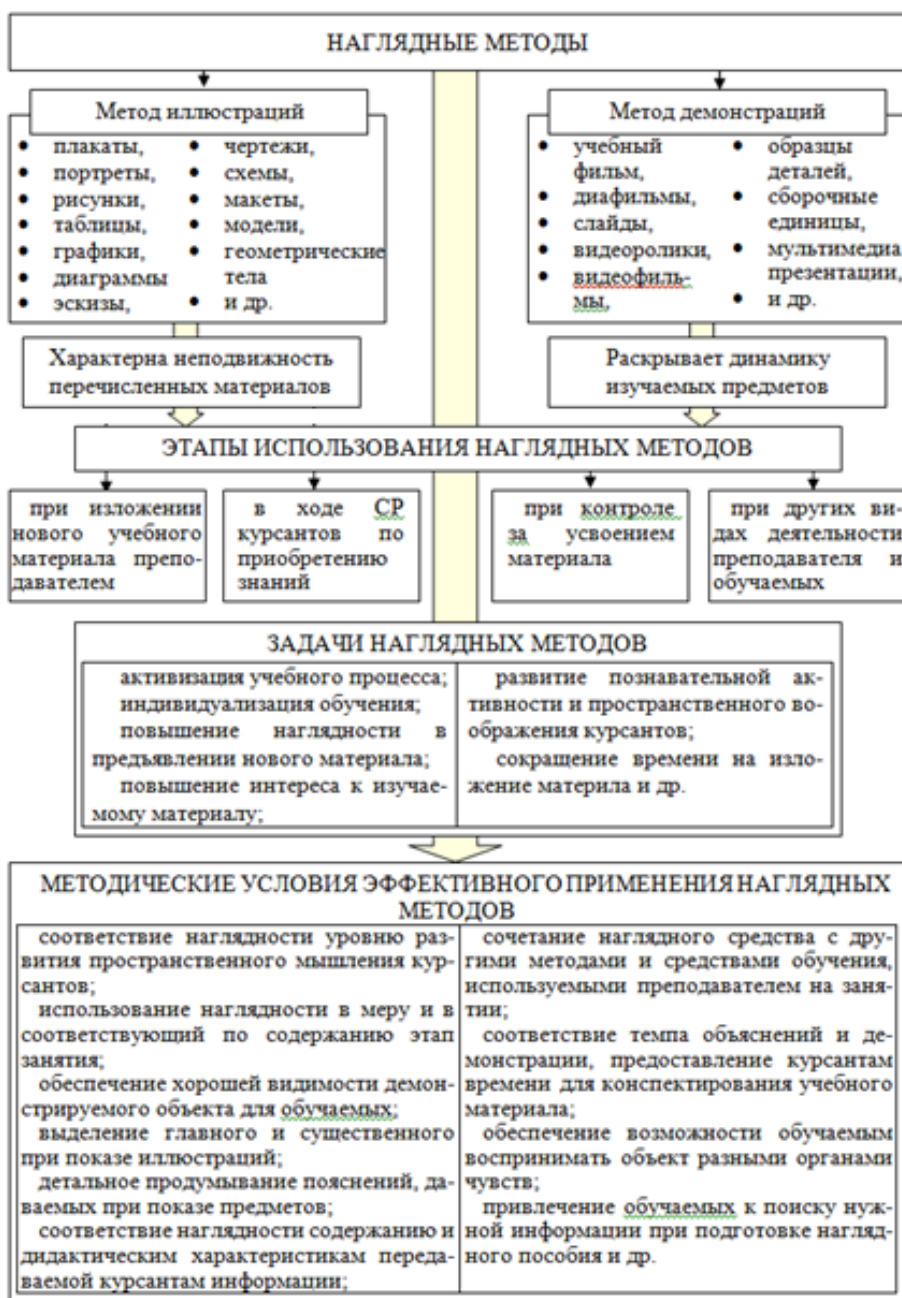 НАГЛЯДНЫЕ МЕТОДЫ
Метод иллюстраций
• плакаты,
• портреты,
• рисунки,
• таблицы,
• графики,
• диаграммы
• эскизы,
• чертежи,
• схемы,
• макеты,
• модели,
• геометрические
тела
• и др.
Метод демонстраций
• учебный
фильм,
• диафильмы,
• слайды,
• видеоролики,
• видеофиль-
мы,
• образцы
деталей,
• сборочные
единицы,
• мультимедиа
презентации,
• и др.
Характерна неподвижность
перечисленных материалов
Раскрывает динамику
изучаемых предметов
ЭТАПЫ ИСПОЛЬЗОВАНИЯ НАГЛЯДНЫХ МЕТОДОВ
при изложении
нового учебного
материала препо-
давателем
в ходе СР
курсантов по
приобретению
знаний
при контроле
за усвоением
материала
при других ви-
дах деятельности
преподавателя и
обучаемых
ЗАДАЧИ НАГЛЯДНЫХ МЕТОДОВ
активизация учебного процесса;
индивидуализация обучения;
повышение наглядности в
предъявлении нового материала;
повышение интереса к изучае-
мому материалу;
развитие познавательной ак-
тивности и пространственного во-
ображения курсантов;
сокращение времени на изло-
жение материла и др.
МЕТОДИЧЕСКИЕ УСЛОВИЯ ЭФФЕКТИВНОГО ПРИМЕНЕНИЯ НАГЛЯДНЫХ
МЕТОДОВ
соответствие наглядности уровню раз-
вития пространственного мышления кур-
сантов;
использование наглядности в меру и в
соответствующий по содержанию этап
занятия;
обеспечение хорошей видимости демон-
стрируемого объекта для обучаемых;
выделение главного и существенного
при показе иллюстраций;
детальное продумывание пояснений, да-
ваемых при показе предметов;
соответствие наглядности содержанию и
дидактическим характеристикам переда-
ваемой курсантам информации;
сочетание наглядного средства с дру-
гими методами и средствами обучения,
используемыми преподавателем на заня-
тии;
соответствие темпа объяснений и де-
монстрации, предоставление курсантам
времени для конспектирования учебного
материала;
обеспечение возможности обучаемым
воспринимать объект разными органами
чувств;
привлечение обучаемых к поиску нуж-
ной информации при подготовке нагляд-
ного пособия и др.